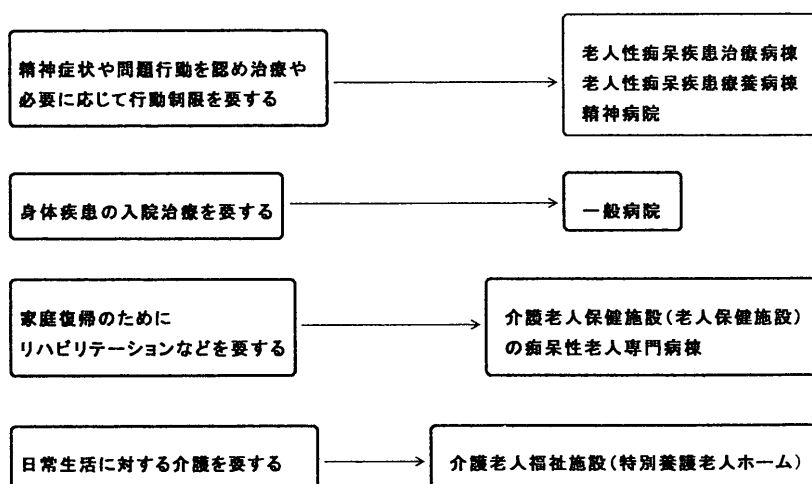 精神症状や問題行動を認め治療や
必要に応じて行動制限を要する
老人性痴呆疾患治療病棟
老人性痴呆疾患療養病棟
精神病院
身体疾患の入院治療を要する
一般病院
家庭復帰のために
リハビリテーションなどを要する
介護老人保健施設(老人保健施設)
の痴呆性老人専門病棟
日常生活に対する介護を要する
介護老人福祉施設(特別養護老人ホーム)